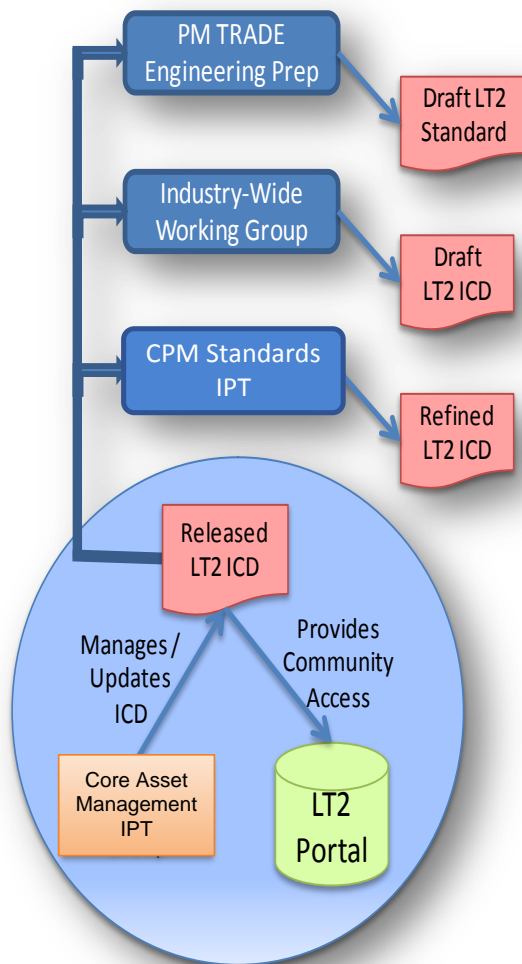 PM TRADE
Engineering Prep
Draft LT2
Standard
Industry-Wide
Working Group
Draft
LT2 ICD
CPM Standards
IPT
Refined
LT2 ICD
Released
LT2 ICD
Manages /
Updates
ICD
Provides
Community
Access
Core Asset
Management
IPT
LT2
Portal